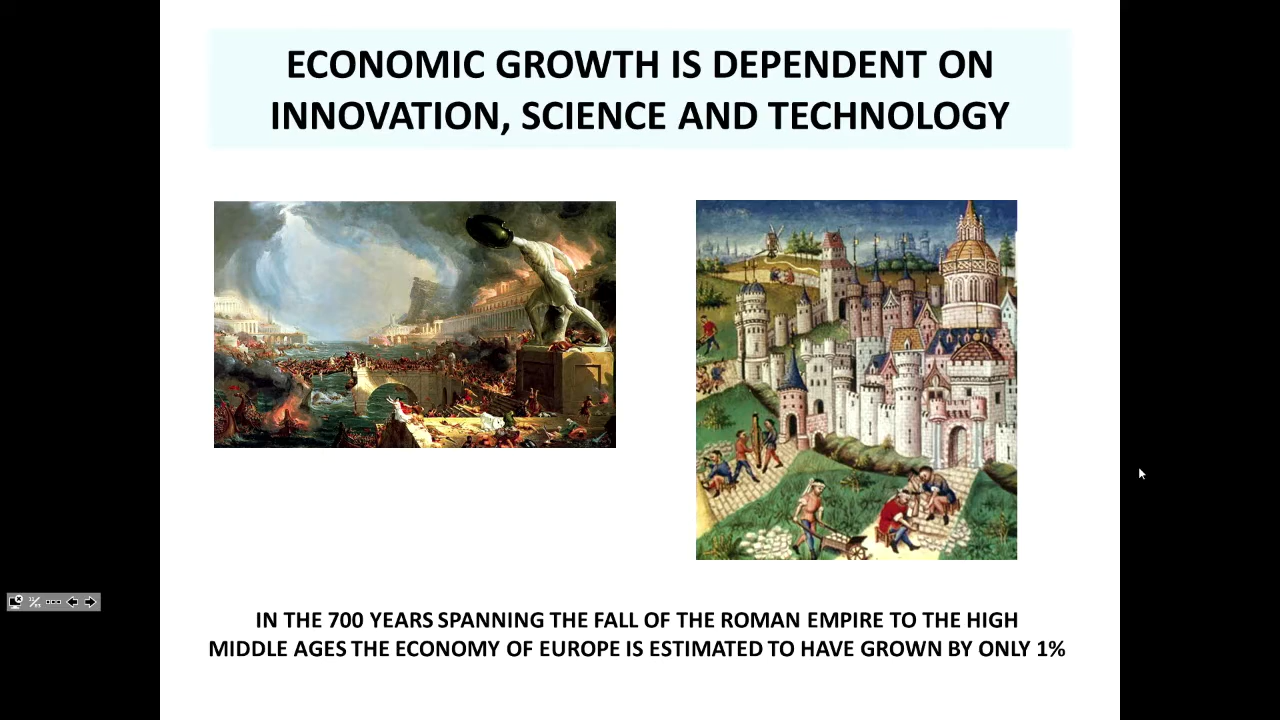 ECONOMIC GROWTH IS DEPENDENT ON
INNOVATION, SCIENCE AND TECHNOLOGY
IN THE 700 YEARS SPANNING THE FALL OF THE ROMAN EMPIRE TO THE HIGH
MIDDLE AGES THE ECONOMY OF EUROPE IS ESTIMATED TO HAVE GROWN BY ONLY 1%